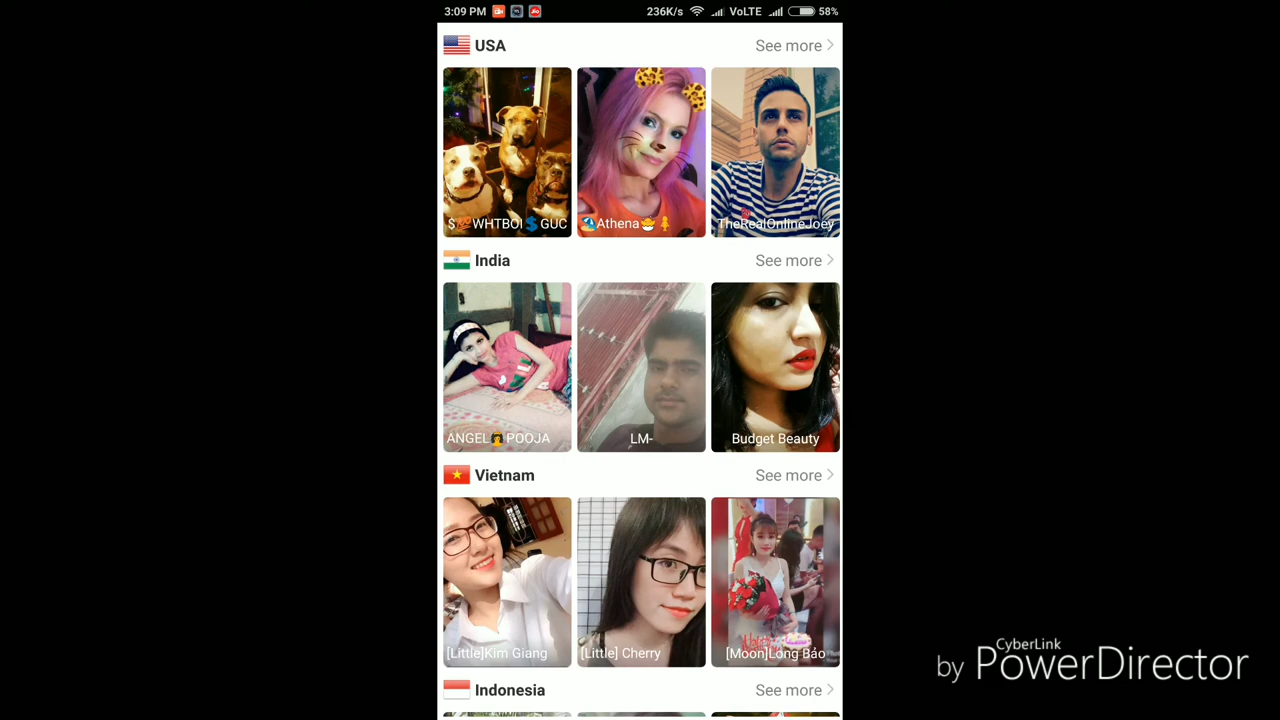 3:09 PM 236K/s VoLTE 58%
USA See more
$💯WHTBOI💲GUC
Athena
TheRealOnlineJoey
India See more
ANGEL POOJA
LM-
Budget Beauty
Vietnam See more
[Little]Kim Giang
[Little] Cherry
[Moon]Long Bảo
Indonesia See more
CyberLink
by PowerDirector